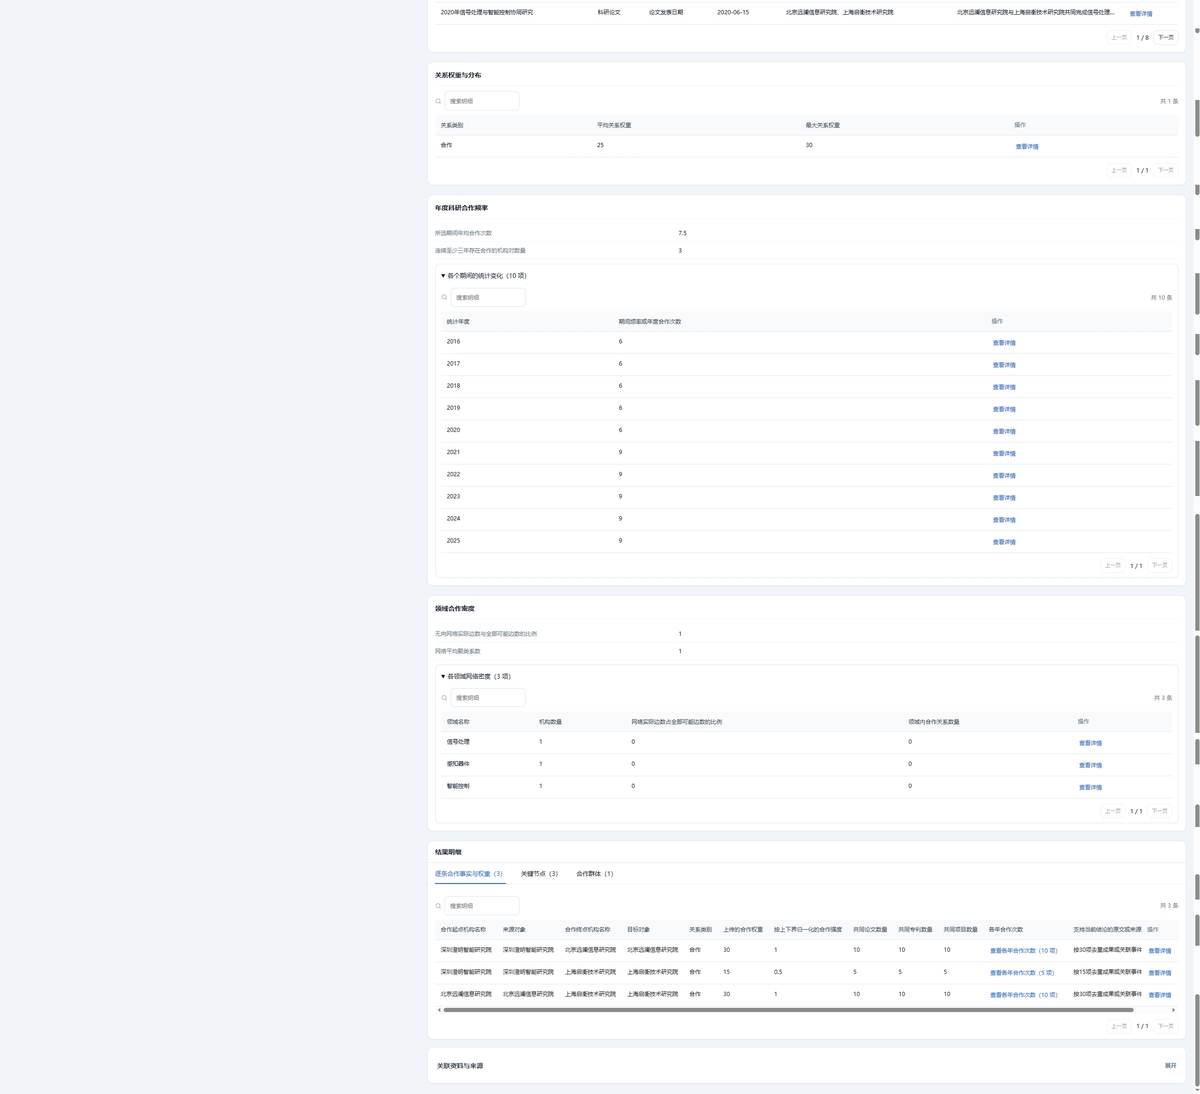 2020年信号处理与智能控制协同研究 科研论文 论文发表日期 2020-06-15 北京远澜信息研究院、上海启衡技术研究院 北京远澜信息研究院与上海启衡技术研究院共同完成信号处理... 查看详情
上一页 1 / 8 下一页
关系权重与分布
搜索明细 共 1 条
关系类别 平均关系权重 最大关系权重 操作
合作 25 30 查看详情
上一页 1 / 1 下一页
年度科研合作频率
所选期间年均合作次数 7.5
连续至少三年存在合作的机构对数量 3
▼ 各个期间的统计变化（10 项）
搜索明细 共 10 条
统计年度 期间频率或年度合作次数 操作
2016 6 查看详情
2017 6 查看详情
2018 6 查看详情
2019 6 查看详情
2020 6 查看详情
2021 9 查看详情
2022 9 查看详情
2023 9 查看详情
2024 9 查看详情
2025 9 查看详情
上一页 1 / 1 下一页
领域合作密度
无向网络实际边数与全部可能边数的比例 1
网络平均聚类系数 1
▼ 各领域网络密度（3 项）
搜索明细 共 3 条
领域名称 机构数量 网络实际边数占全部可能边数的比例 领域内合作关系数量 操作
信号处理 1 0 0 查看详情
感知器件 1 0 0 查看详情
智能控制 1 0 0 查看详情
上一页 1 / 1 下一页
结果明细
逐条合作事实与权重（3） 关键节点（3） 合作群体（1）
搜索明细 共 3 条
合作起点机构名称 来源对象 合作终点机构名称 目标对象 关系类别 上传的合作权重 按上下界归一化的合作强度 共同论文数量 共同专利数量 共同项目数量 各年合作次数 支持当前结论的原文或来源 操作
深圳澄明智能研究院 深圳澄明智能研究院 北京远澜信息研究院 北京远澜信息研究院 合作 30 1 10 10 10 查看各年合作次数（10 项） 按30项去重成果或关联事件 查看详情
深圳澄明智能研究院 深圳澄明智能研究院 上海启衡技术研究院 上海启衡技术研究院 合作 15 0.5 5 5 5 查看各年合作次数（5 项） 按15项去重成果或关联事件 查看详情
北京远澜信息研究院 北京远澜信息研究院 上海启衡技术研究院 上海启衡技术研究院 合作 30 1 10 10 10 查看各年合作次数（10 项） 按30项去重成果或关联事件 查看详情
上一页 1 / 1 下一页
关联资料与来源 展开